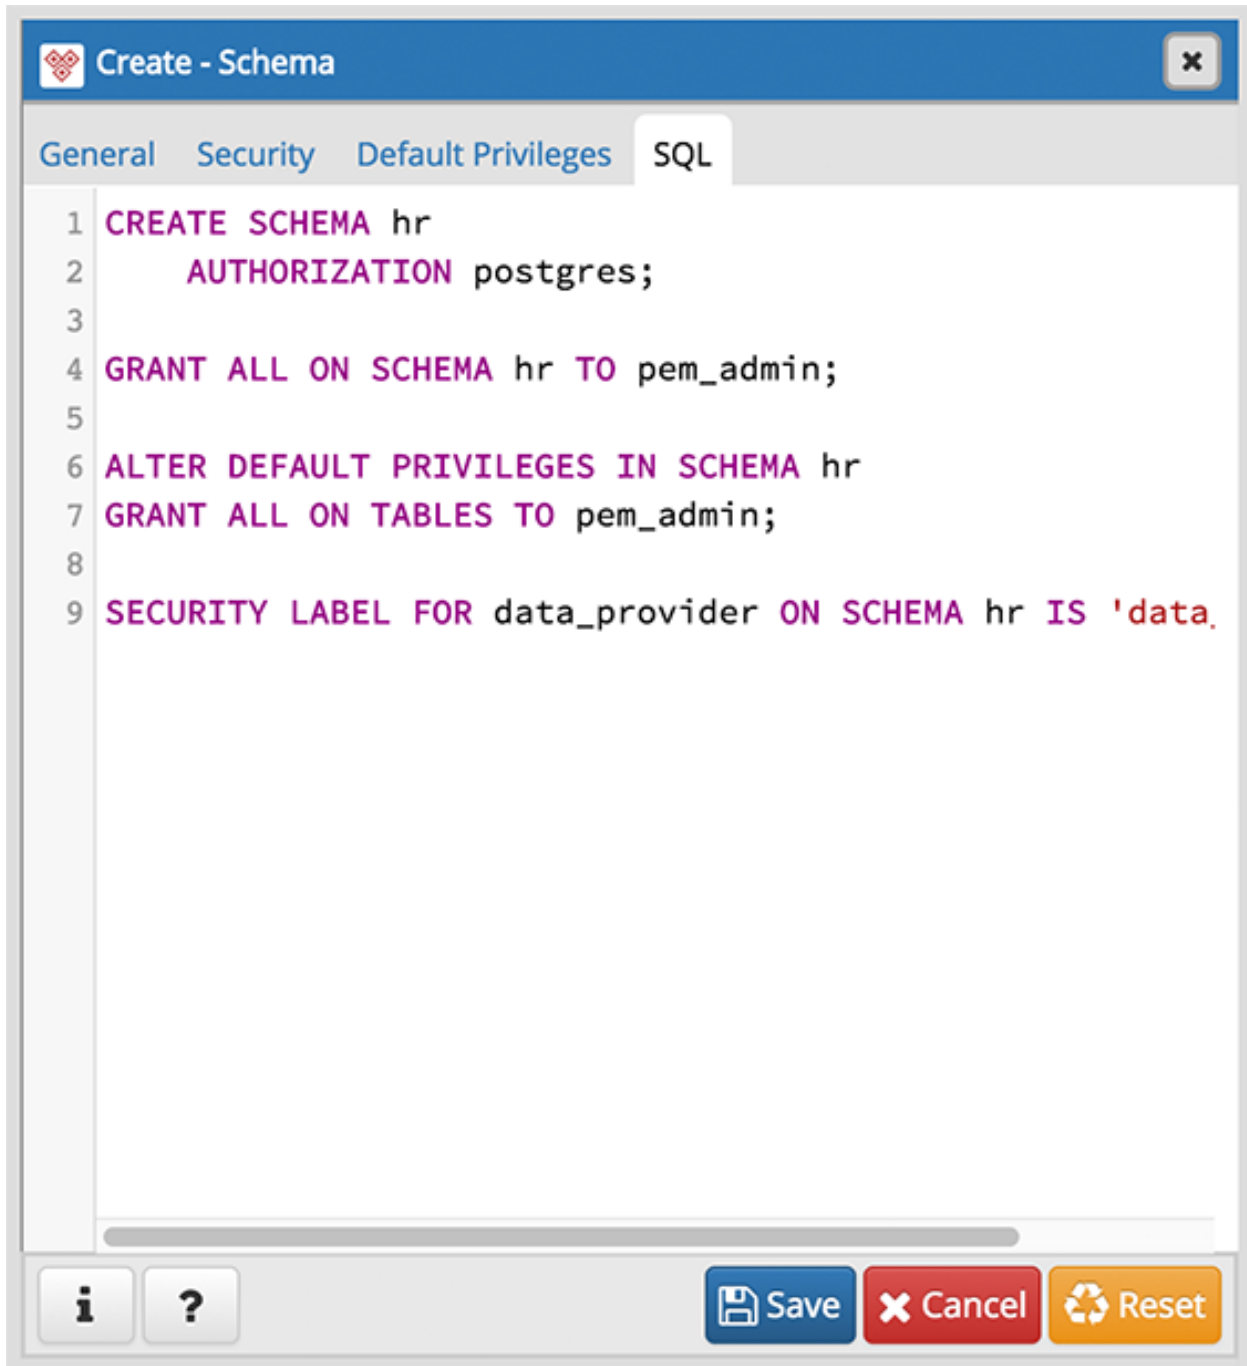 Create - Schema
General Security Default Privileges SQL
1 CREATE SCHEMA hr
2 AUTHORIZATION postgres;
3
4 GRANT ALL ON SCHEMA hr TO pem_admin;
5
6 ALTER DEFAULT PRIVILEGES IN SCHEMA hr
7 GRANT ALL ON TABLES TO pem_admin;
8
9 SECURITY LABEL FOR data_provider ON SCHEMA hr IS 'data_
i ? Save Cancel Reset